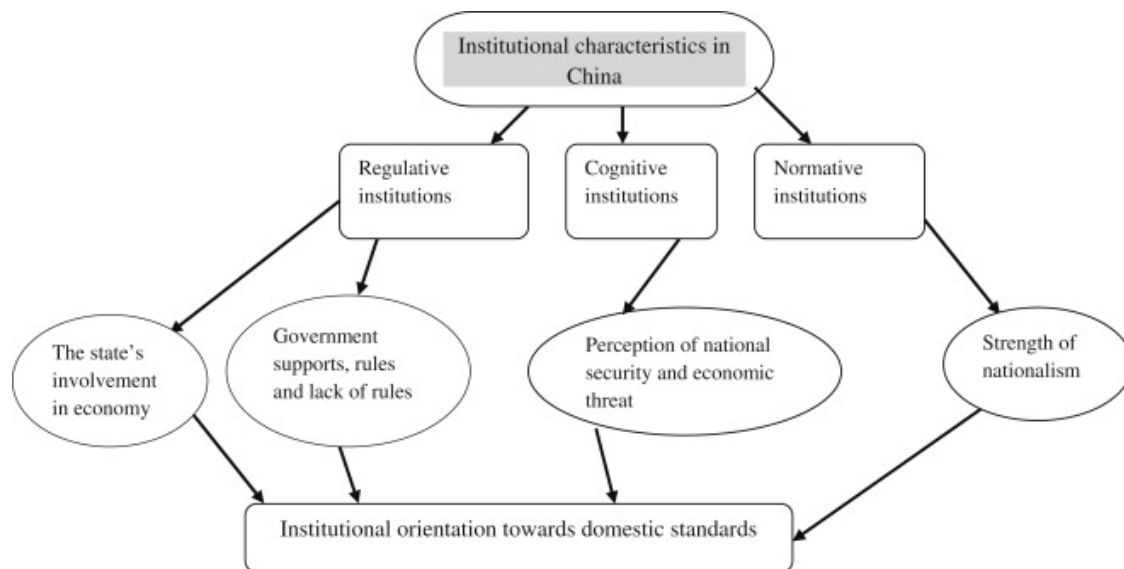 Institutional characteristics in
China
Regulative
institutions
Cognitive
institutions
Normative
institutions
The state's
involvement
in economy
Government
supports, rules
and lack of rules
Perception of national
security and economic
threat
Strength of
nationalism
Institutional orientation towards domestic standards